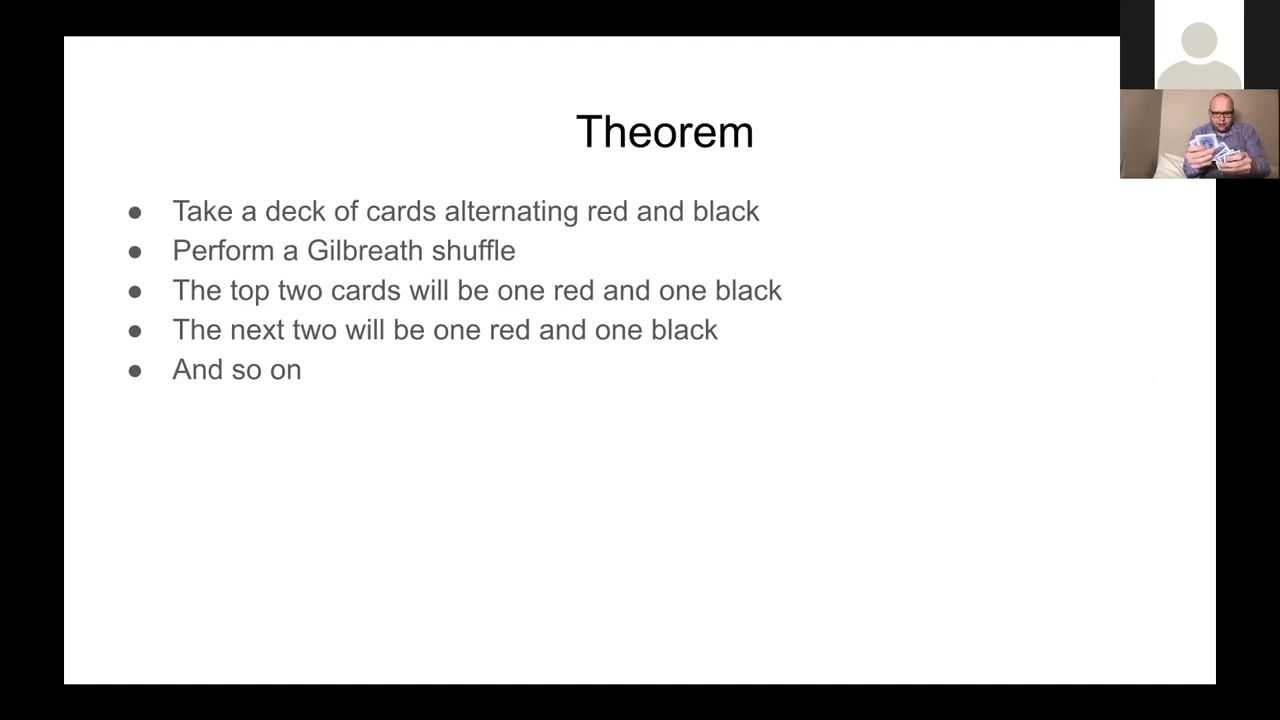 Theorem
● Take a deck of cards alternating red and black
● Perform a Gilbreath shuffle
● The top two cards will be one red and one black
● The next two will be one red and one black
● And so on